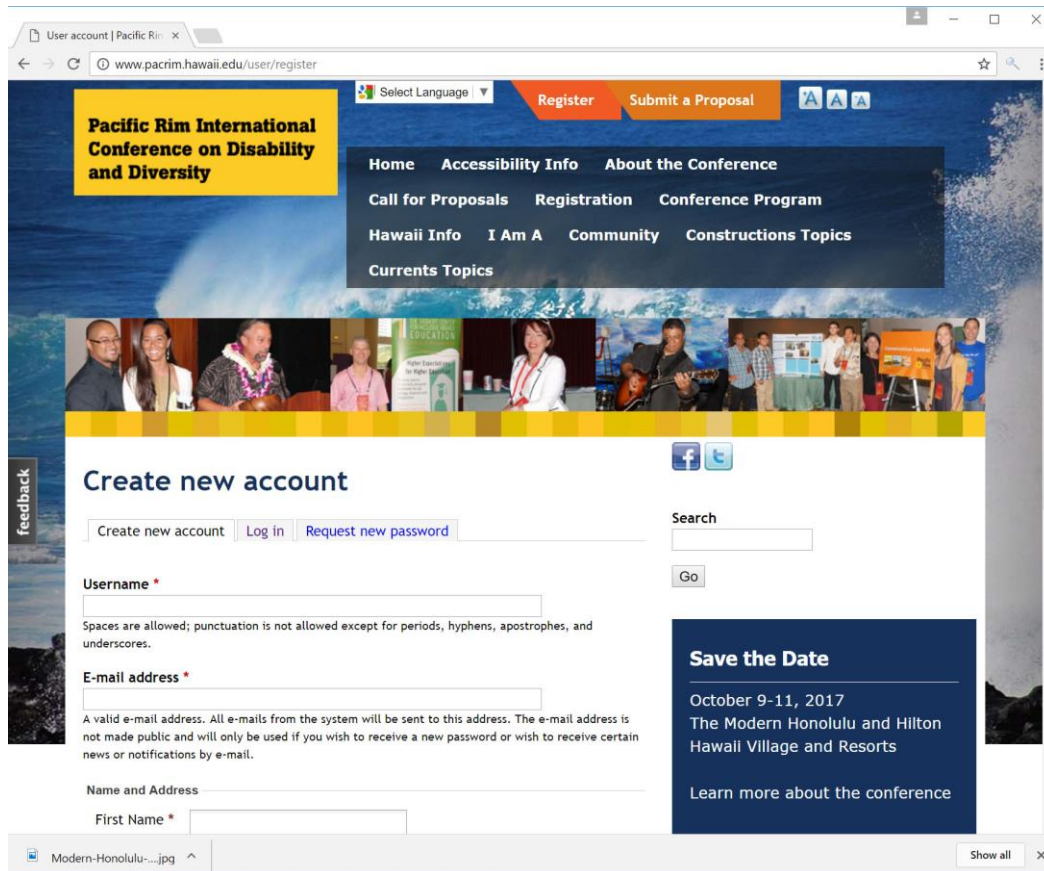 User account | Pacific Rin
www.pacrim.hawaii.edu/user/register
Select Language ▼
Register
Submit a Proposal
A A A
Pacific Rim International
Conference on Disability
and Diversity
Home Accessibility Info About the Conference
Call for Proposals Registration Conference Program
Hawaii Info I Am A Community Constructions Topics
Currents Topics
EDUCATION
Higher Expectations
for Higher Education
feedback
Create new account
Create new account Log in Request new password
Username *
Spaces are allowed; punctuation is not allowed except for periods, hyphens, apostrophes, and
underscores.
E-mail address *
A valid e-mail address. All e-mails from the system will be sent to this address. The e-mail address is
not made public and will only be used if you wish to receive a new password or wish to receive certain
news or notifications by e-mail.
Name and Address
First Name *
f t
Search
Go
Save the Date
October 9-11, 2017
The Modern Honolulu and Hilton
Hawaii Village and Resorts
Learn more about the conference
Modern-Honolulu-....jpg
Show all